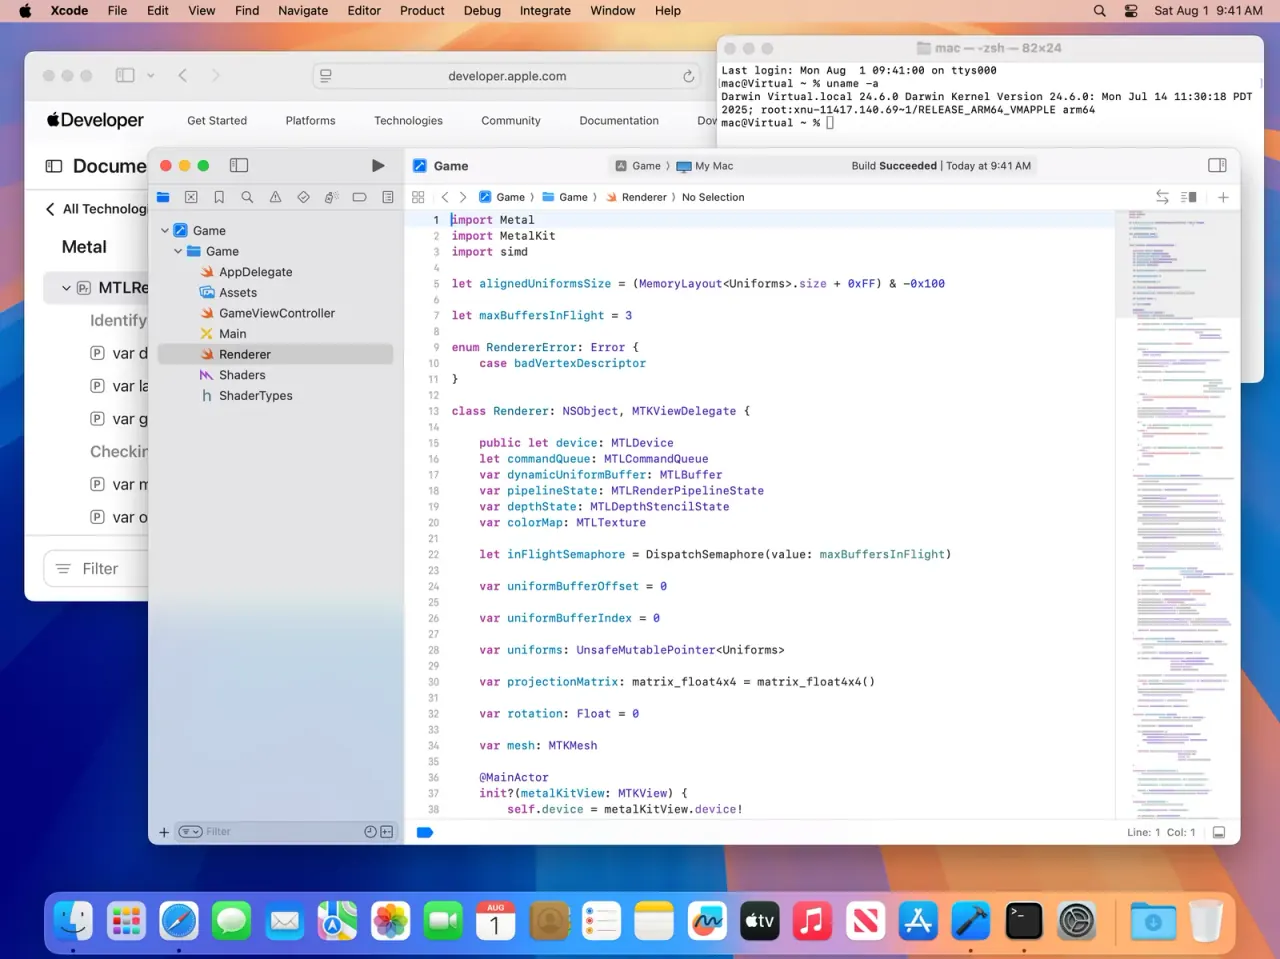 Xcode File Edit View Find Navigate Editor Product Debug Integrate Window Help Sat Aug 1 9:41 AM
developer.apple.com
Developer Get Started Platforms Technologies Community Documentation
All Technolog
Metal
Identify
var d
var la
var g
var m
var o
Filter
mac — -zsh — 82×24
Last login: Mon Aug 1 09:41:00 on ttys000
mac@Virtual ~ % uname -a
Darwin Virtual.local 24.6.0 Darwin Kernel Version 24.6.0: Mon Jul 14 11:30:18 PDT
2025; root:xnu-11417.140.69~1/RELEASE_ARM64_VMAPPLE arm64
mac@Virtual ~ %
Game Game My Mac Build Succeeded | Today at 9:41 AM
Game Game Renderer No Selection
Game
Game
AppDelegate
Assets
GameViewController
Main
Renderer
Shaders
ShaderTypes
Filter
1 import Metal
2 import MetalKit
3 import simd
4
5 let alignedUniformsSize = (MemoryLayout<Uniforms>.size + 0xFF) & -0x100
6
7 let maxBuffersInFlight = 3
8
9 enum RendererError: Error {
10 case badVertexDescriptor
11 }
12
13 class Renderer: NSObject, MTKViewDelegate {
14
15 public let device: MTLDevice
16 let commandQueue: MTLCommandQueue
17 var dynamicUniformBuffer: MTLBuffer
18 var pipelineState: MTLRenderPipelineState
19 var depthState: MTLDepthStencilState
20 var colorMap: MTLTexture
21
22 let inFlightSemaphore = DispatchSemaphore(value: maxBuffersInFlight)
23
24 var uniformBufferOffset = 0
25
26 var uniformBufferIndex = 0
27
28 var uniforms: UnsafeMutablePointer<Uniforms>
29
30 var projectionMatrix: matrix_float4x4 = matrix_float4x4()
31
32 var rotation: Float = 0
33
34 var mesh: MTKMesh
35
36 @MainActor
37 init?(metalKitView: MTKView) {
38 self.device = metalKitView.device!
Line: 1 Col: 1
AUG
1
tv